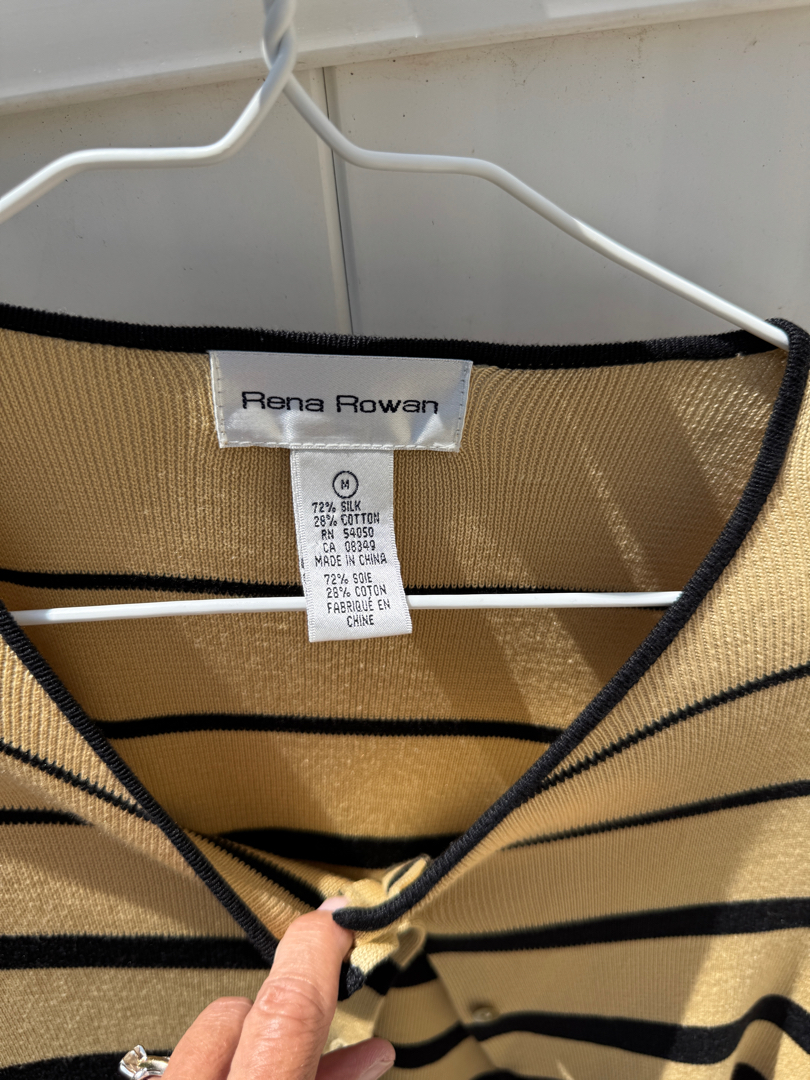 Rena Rowan
M
72% SILK
28% COTTON
RN 54050
CA 08349
MADE IN CHINA
72% SOIE
28% COTON
FABRIQUÉ EN
CHINE